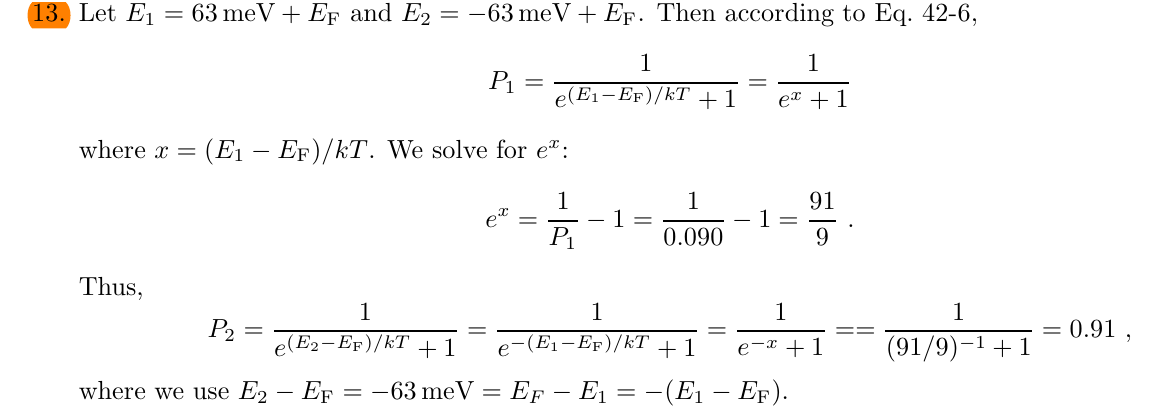 13. Let E₁ = 63 meV + E_F and E₂ = −63 meV + E_F. Then according to Eq. 42-6,
P₁ = 1/(e^{(E₁−E_F)/kT} + 1) = 1/(e^x + 1)
where x = (E₁ − E_F)/kT. We solve for e^x:
e^x = 1/P₁ − 1 = 1/0.090 − 1 = 91/9 .
Thus,
P₂ = 1/(e^{(E₂−E_F)/kT} + 1) = 1/(e^{−(E₁−E_F)/kT} + 1) = 1/(e^{−x} + 1) == 1/((91/9)^{−1} + 1) = 0.91 ,
where we use E₂ − E_F = −63 meV = E_F − E₁ = −(E₁ − E_F).